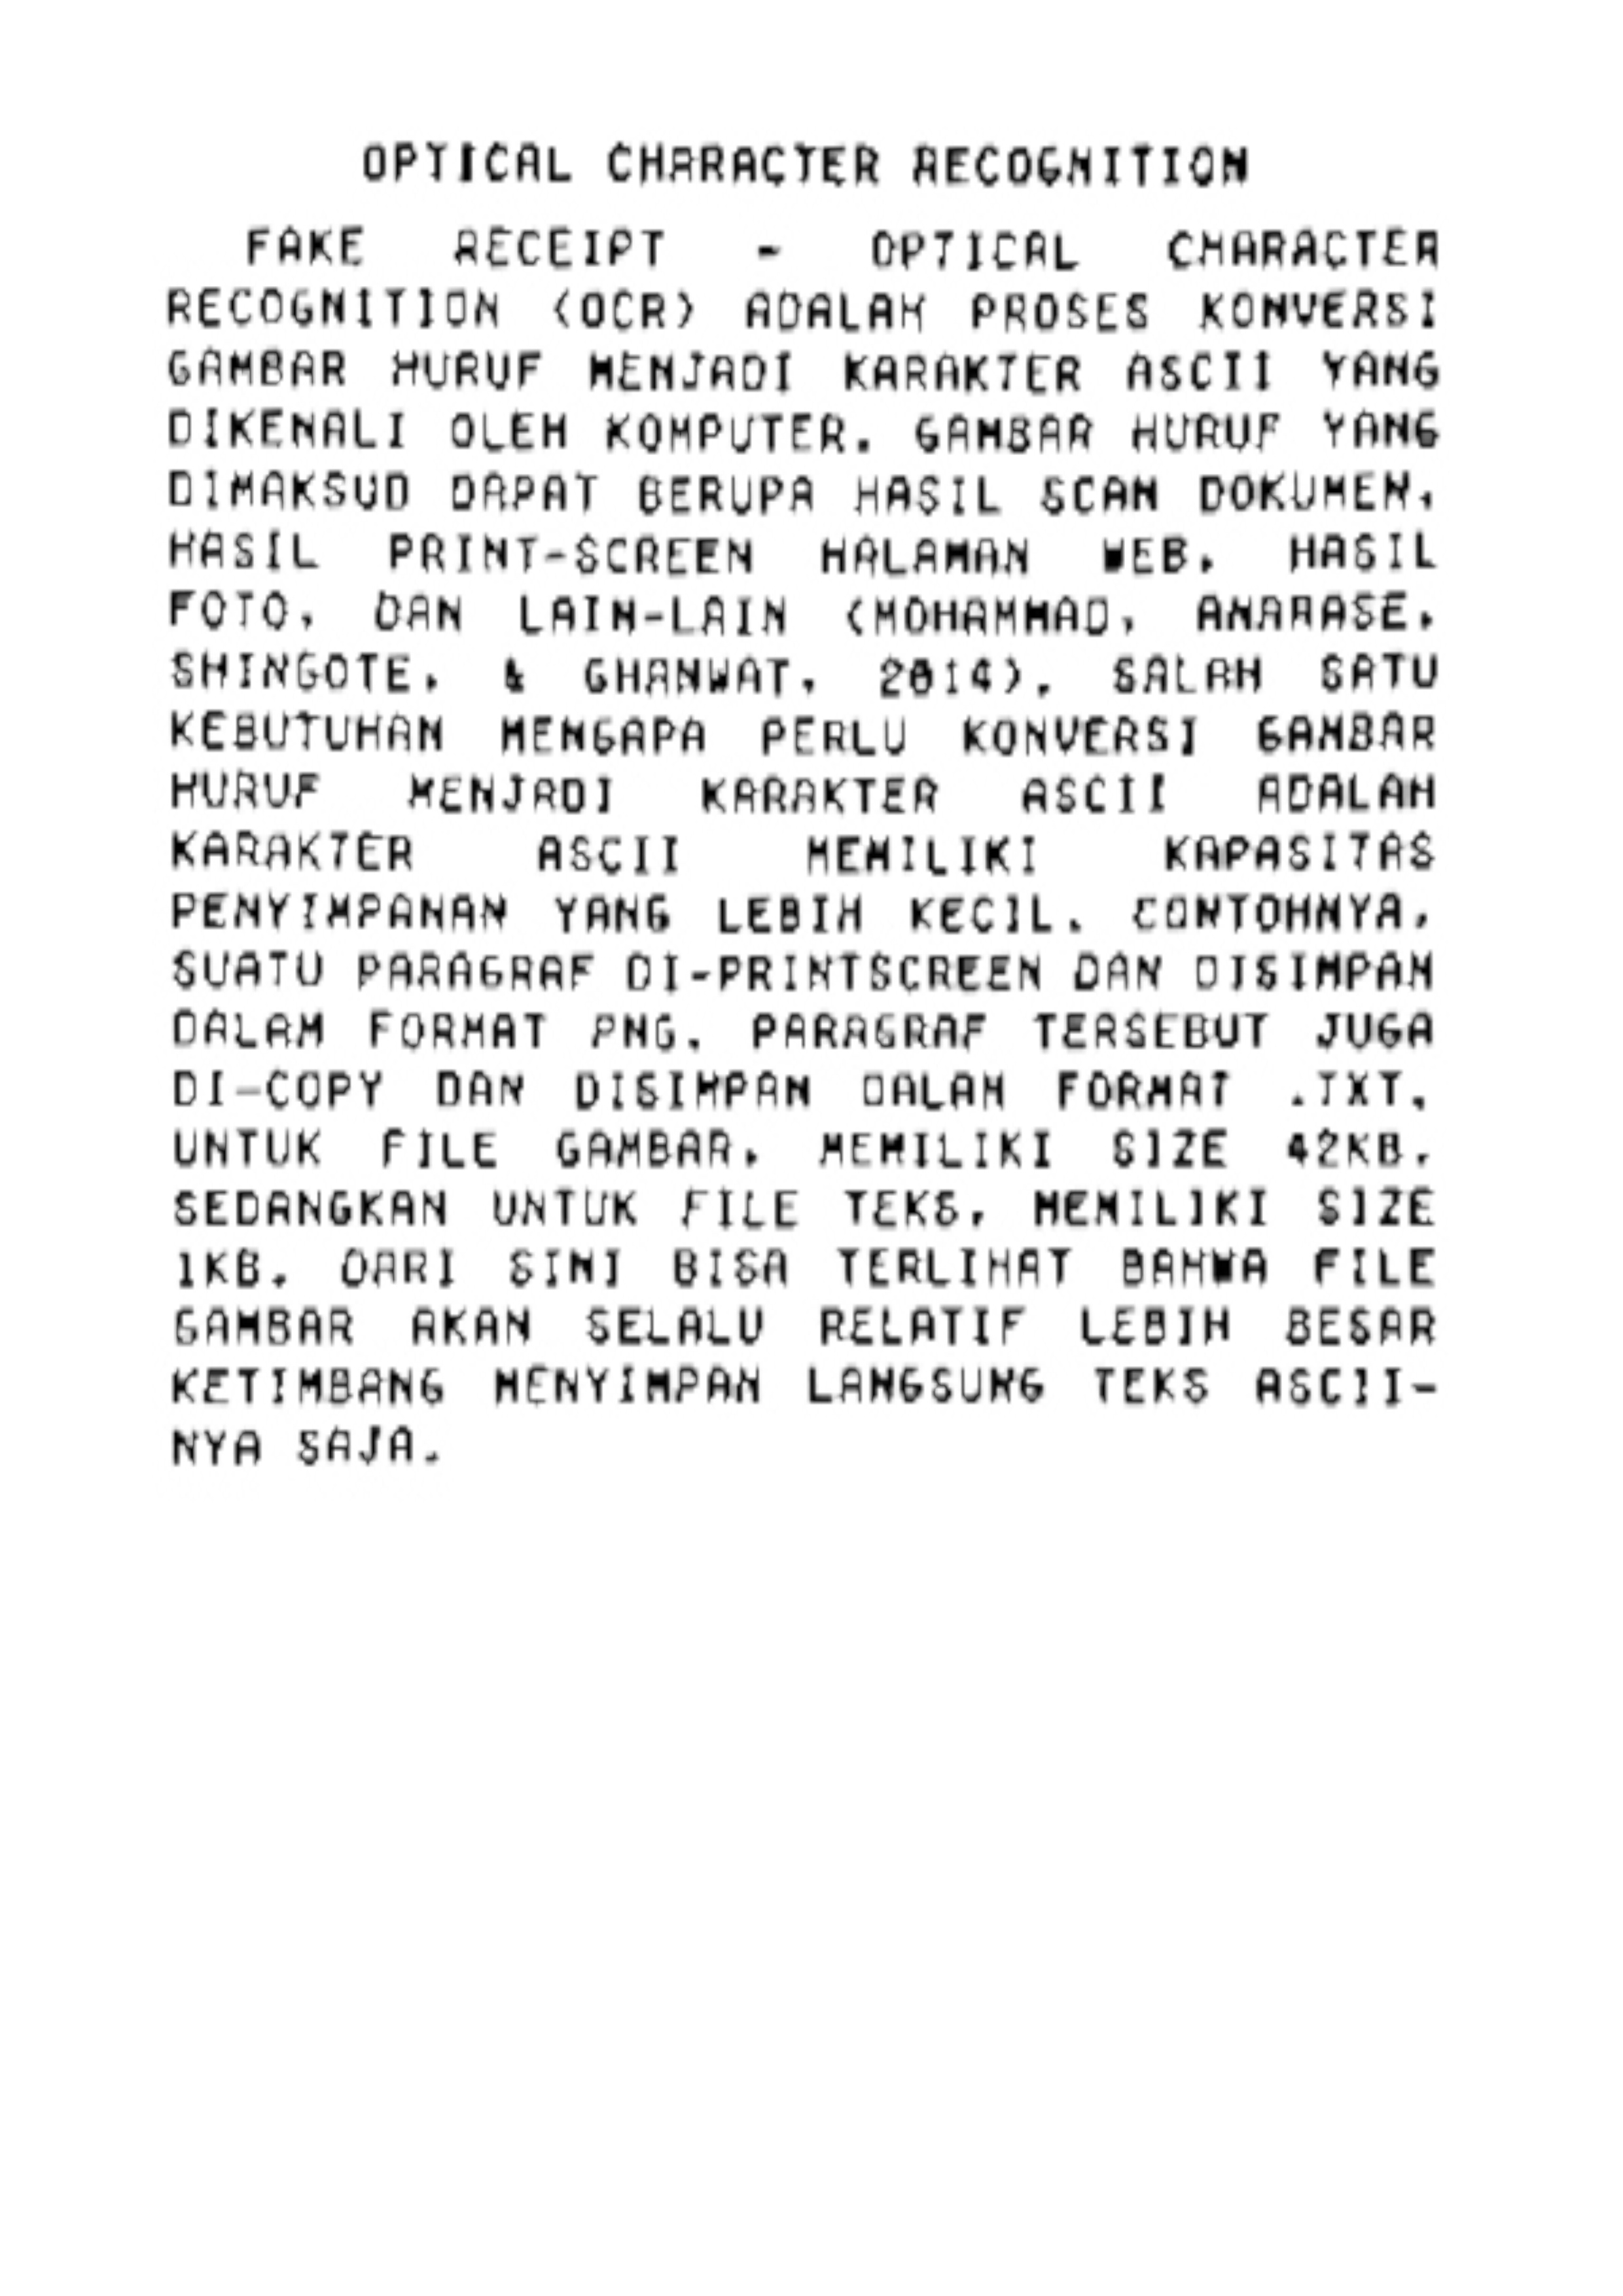 OPTICAL CHARACTER RECOGNITION
FAKE RECEIPT - OPTICAL CHARACTER
RECOGNITION (OCR) ADALAH PROSES KONVERSI
GAMBAR HURUF MENJADI KARAKTER ASCII YANG
DIKENALI OLEH KOMPUTER. GAMBAR HURUF YANG
DIMAKSUD DAPAT BERUPA HASIL SCAN DOKUMEN,
HASIL PRINT-SCREEN HALAMAN WEB, HASIL
FOTO, DAN LAIN-LAIN (MOHAMMAD, ANARASE,
SHINGOTE, & GHANWAT, 2014). SALAH SATU
KEBUTUHAN MENGAPA PERLU KONVERSI GAMBAR
HURUF MENJADI KARAKTER ASCII ADALAH
KARAKTER ASCII MEMILIKI KAPASITAS
PENYIMPANAN YANG LEBIH KECIL. CONTOHNYA,
SUATU PARAGRAF DI-PRINTSCREEN DAN DISIMPAN
DALAM FORMAT PNG. PARAGRAF TERSEBUT JUGA
DI-COPY DAN DISIMPAN DALAM FORMAT .TXT.
UNTUK FILE GAMBAR, MEMILIKI SIZE 42KB,
SEDANGKAN UNTUK FILE TEKS, MEMILIKI SIZE
1KB. DARI SINI BISA TERLIHAT BAHWA FILE
GAMBAR AKAN SELALU RELATIF LEBIH BESAR
KETIMBANG MENYIMPAN LANGSUNG TEKS ASCII-
NYA SAJA.